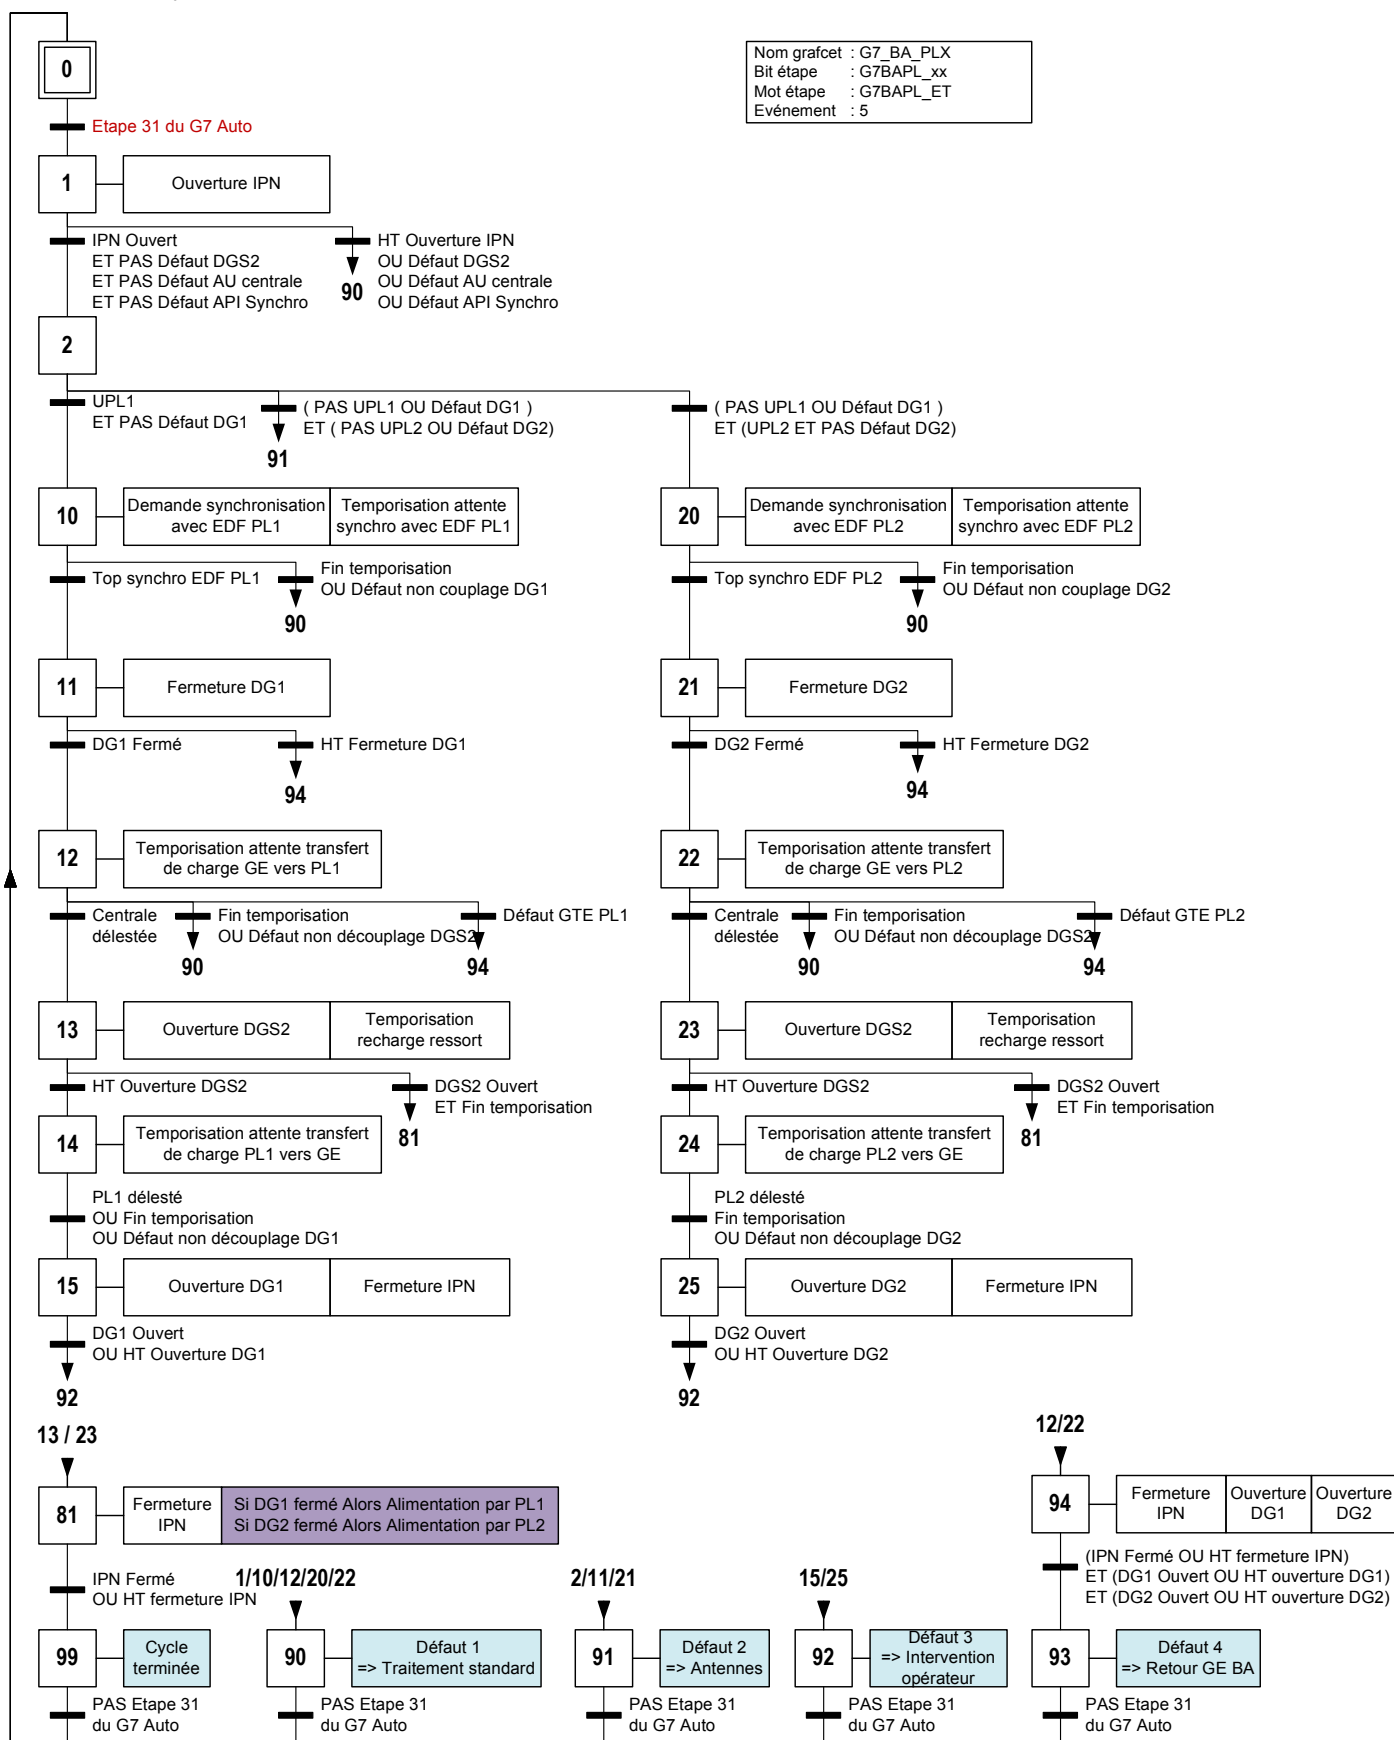 0
Nom grafcet : G7_BA_PLX
Bit étape : G7BAPL_xx
Mot étape : G7BAPL_ET
Evénement : 5
Etape 31 du G7 Auto
1
Ouverture IPN
IPN Ouvert
ET PAS Défaut DGS2
ET PAS Défaut AU centrale
ET PAS Défaut API Synchro
HT Ouverture IPN
OU Défaut DGS2
OU Défaut AU centrale
OU Défaut API Synchro
90
2
UPL1
ET PAS Défaut DG1
( PAS UPL1 OU Défaut DG1 )
ET ( PAS UPL2 OU Défaut DG2)
91
( PAS UPL1 OU Défaut DG1 )
ET (UPL2 ET PAS Défaut DG2)
10
Demande synchronisation
avec EDF PL1
Temporisation attente
synchro avec EDF PL1
20
Demande synchronisation
avec EDF PL2
Temporisation attente
synchro avec EDF PL2
Top synchro EDF PL1
Fin temporisation
OU Défaut non couplage DG1
90
Top synchro EDF PL2
Fin temporisation
OU Défaut non couplage DG2
90
11
Fermeture DG1
21
Fermeture DG2
DG1 Fermé
HT Fermeture DG1
94
DG2 Fermé
HT Fermeture DG2
94
12
Temporisation attente transfert
de charge GE vers PL1
22
Temporisation attente transfert
de charge GE vers PL2
Centrale
délestée
Fin temporisation
OU Défaut non découplage DGS2
90
Défaut GTE PL1
94
Centrale
délestée
Fin temporisation
OU Défaut non découplage DGS2
90
Défaut GTE PL2
94
13
Ouverture DGS2
Temporisation
recharge ressort
23
Ouverture DGS2
Temporisation
recharge ressort
HT Ouverture DGS2
DGS2 Ouvert
ET Fin temporisation
81
HT Ouverture DGS2
DGS2 Ouvert
ET Fin temporisation
81
14
Temporisation attente transfert
de charge PL1 vers GE
24
Temporisation attente transfert
de charge PL2 vers GE
PL1 délesté
OU Fin temporisation
OU Défaut non découplage DG1
PL2 délesté
Fin temporisation
OU Défaut non découplage DG2
15
Ouverture DG1
Fermeture IPN
25
Ouverture DG2
Fermeture IPN
DG1 Ouvert
OU HT Ouverture DG1
92
DG2 Ouvert
OU HT Ouverture DG2
92
13 / 23
12/22
81
Fermeture
IPN
Si DG1 fermé Alors Alimentation par PL1
Si DG2 fermé Alors Alimentation par PL2
94
Fermeture
IPN
Ouverture
DG1
Ouverture
DG2
IPN Fermé
OU HT fermeture IPN
1/10/12/20/22
2/11/21
15/25
(IPN Fermé OU HT fermeture IPN)
ET (DG1 Ouvert OU HT ouverture DG1)
ET (DG2 Ouvert OU HT ouverture DG2)
99
Cycle
terminée
90
Défaut 1
=> Traitement standard
91
Défaut 2
=> Antennes
92
Défaut 3
=> Intervention
opérateur
93
Défaut 4
=> Retour GE BA
PAS Etape 31
du G7 Auto
PAS Etape 31
du G7 Auto
PAS Etape 31
du G7 Auto
PAS Etape 31
du G7 Auto
PAS Etape 31
du G7 Auto